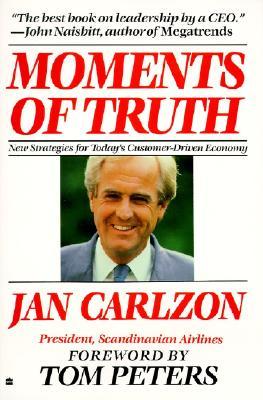 “The best book on leadership by a CEO.”
—John Naisbitt, author of Megatrends
MOMENTS
OF TRUTH
New Strategies for Today's Customer-Driven Economy
JAN CARLZON
President, Scandinavian Airlines
FOREWORD BY
TOM PETERS